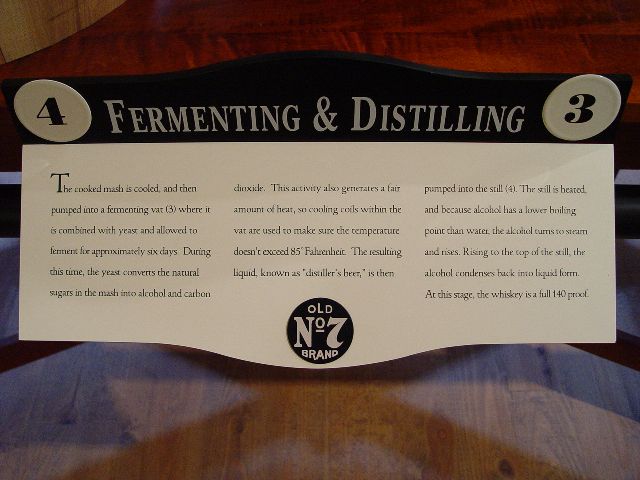 4
FERMENTING & DISTILLING
3
The cooked mash is cooled, and then
pumped into a fermenting vat (3) where it
is combined with yeast and allowed to
ferment for approximately six days. During
this time, the yeast converts the natural
sugars in the mash into alcohol and carbon
dioxide. This activity also generates a fair
amount of heat, so cooling coils within the
vat are used to make sure the temperature
doesn't exceed 85° Fahrenheit. The resulting
liquid, known as "distiller's beer," is then
pumped into the still (4). The still is heated,
and because alcohol has a lower boiling
point than water, the alcohol turns to steam
and rises. Rising to the top of the still, the
alcohol condenses back into liquid form.
At this stage, the whiskey is a full 140 proof.
OLD
No 7
BRAND